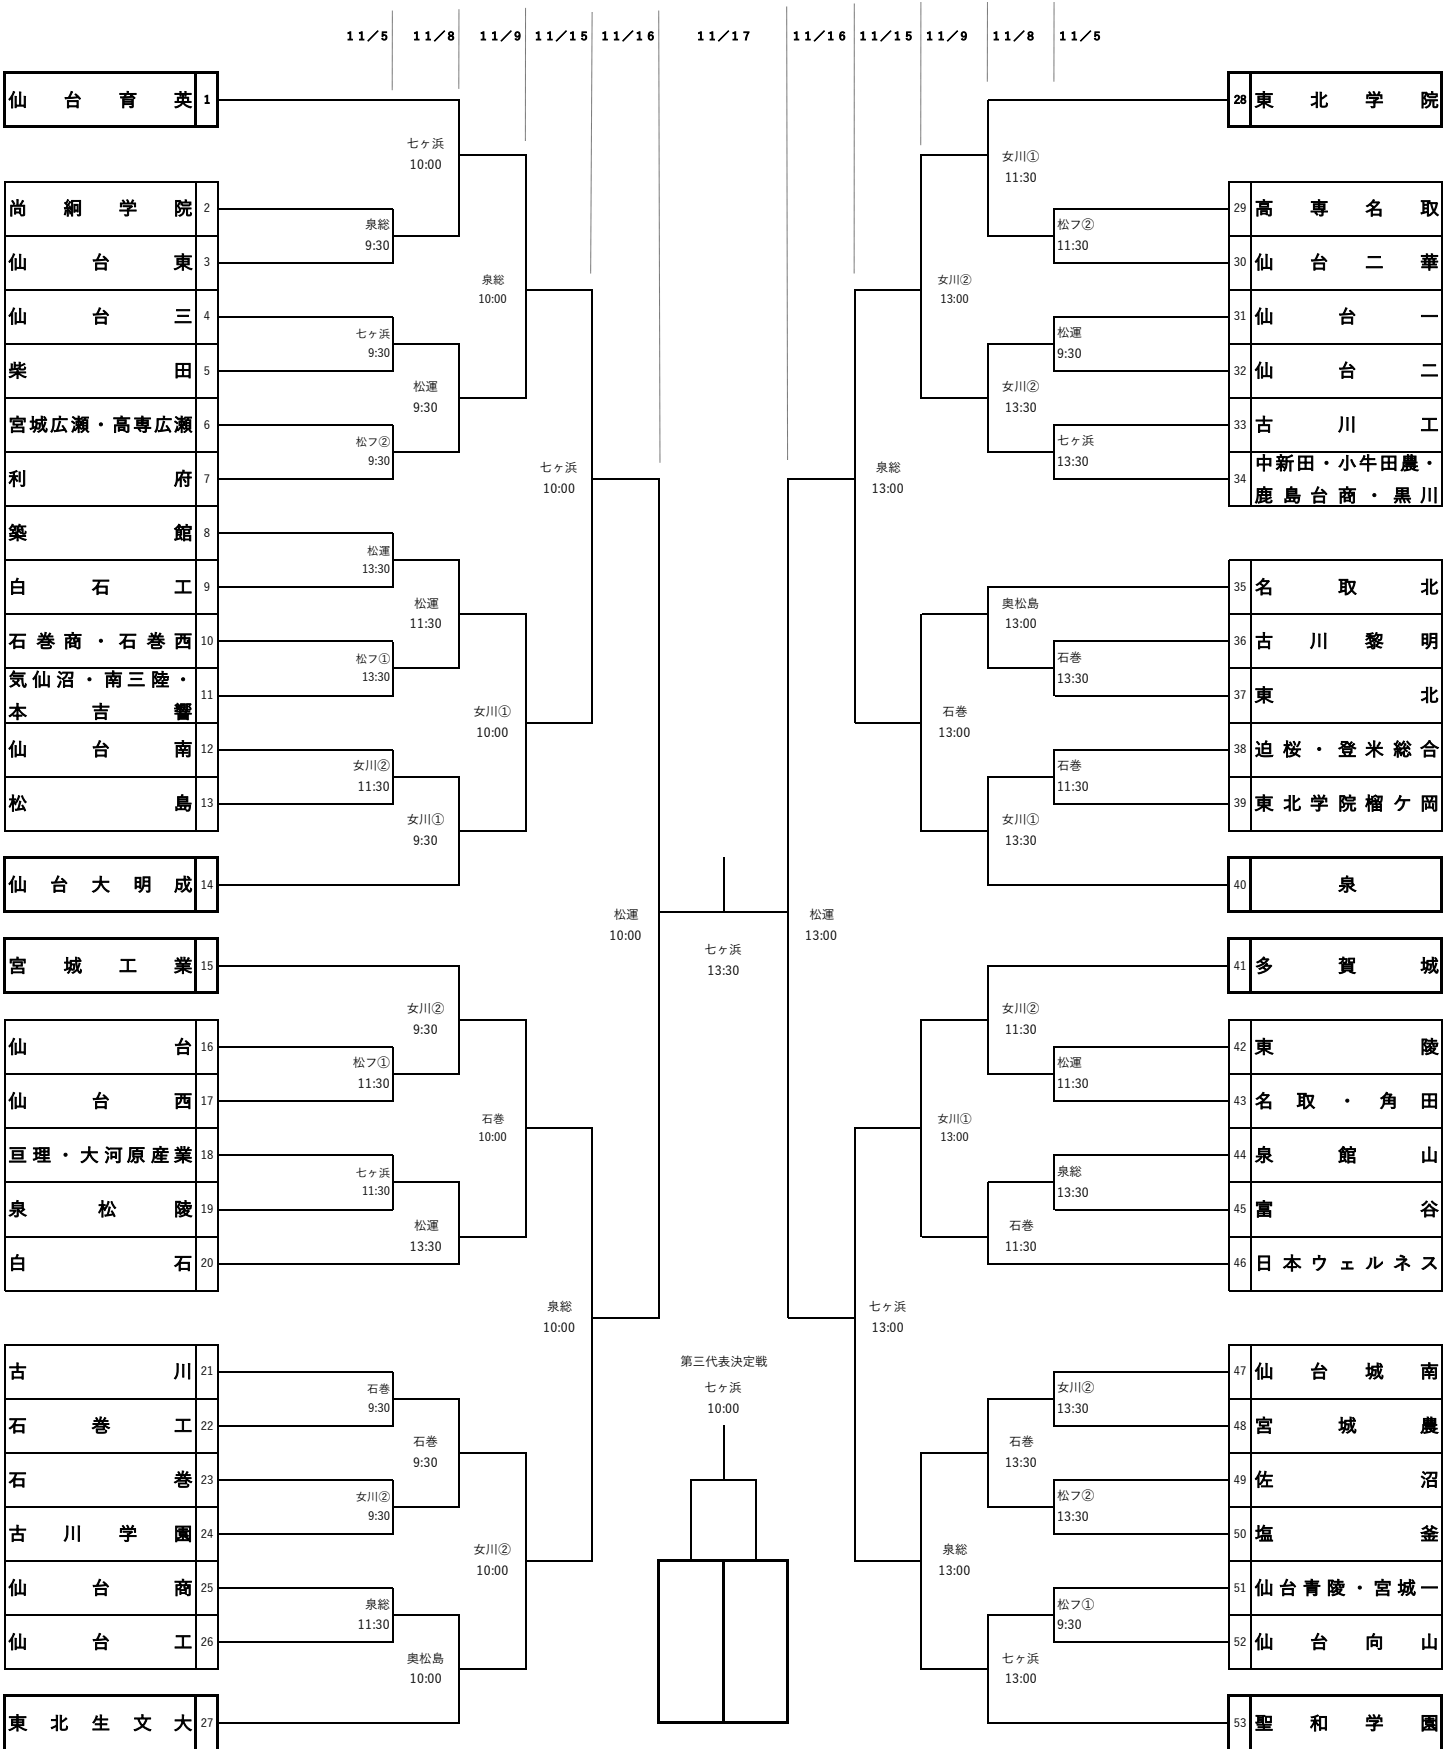 11/5 11/8 11/9 11/15 11/16 11/17 11/16 11/15 11/9 11/8 11/5
仙台育英 1
尚絅学院 2
仙台東 3
仙台三 4
柴田 5
宮城広瀬・高専広瀬 6
利府 7
築館 8
白石工 9
石巻商・石巻西 10
気仙沼・南三陸・
本吉響 11
仙台南 12
松島 13
仙台大明成 14
宮城工業 15
仙台 16
仙台西 17
亘理・大河原産業 18
泉松陵 19
白石 20
古川 21
石巻工 22
石巻 23
古川学園 24
仙台商 25
仙台工 26
東北生文大 27
泉総
9:30
七ヶ浜
9:30
松フ②
9:30
松運
13:30
松フ①
13:30
女川②
11:30
松フ①
11:30
七ヶ浜
11:30
石巻
9:30
女川②
9:30
泉総
11:30
七ヶ浜
10:00
松運
9:30
松運
11:30
女川①
9:30
女川②
9:30
松運
13:30
石巻
9:30
奥松島
10:00
泉総
10:00
女川①
10:00
石巻
10:00
女川②
10:00
七ヶ浜
10:00
泉総
10:00
松運
10:00
七ヶ浜
13:30
第三代表決定戦
七ヶ浜
10:00
松運
13:00
泉総
13:00
七ヶ浜
13:00
女川②
13:00
石巻
13:00
女川①
13:00
泉総
13:00
女川①
11:30
女川②
13:30
奥松島
13:00
女川①
13:30
女川②
11:30
石巻
11:30
石巻
13:30
七ヶ浜
13:00
松フ②
11:30
松運
9:30
七ヶ浜
13:30
石巻
13:30
石巻
11:30
松運
11:30
泉総
13:30
女川②
13:30
松フ②
13:30
松フ①
9:30
28 東北学院
29 高専名取
30 仙台二華
31 仙台一
32 仙台二
33 古川工
34 中新田・小牛田農・
鹿島台商・黒川
35 名取北
36 古川黎明
37 東北
38 迫桜・登米総合
39 東北学院榴ケ岡
40 泉
41 多賀城
42 東陵
43 名取・角田
44 泉館山
45 富谷
46 日本ウェルネス
47 仙台城南
48 宮城農
49 佐沼
50 塩釜
51 仙台青陵・宮城一
52 仙台向山
53 聖和学園